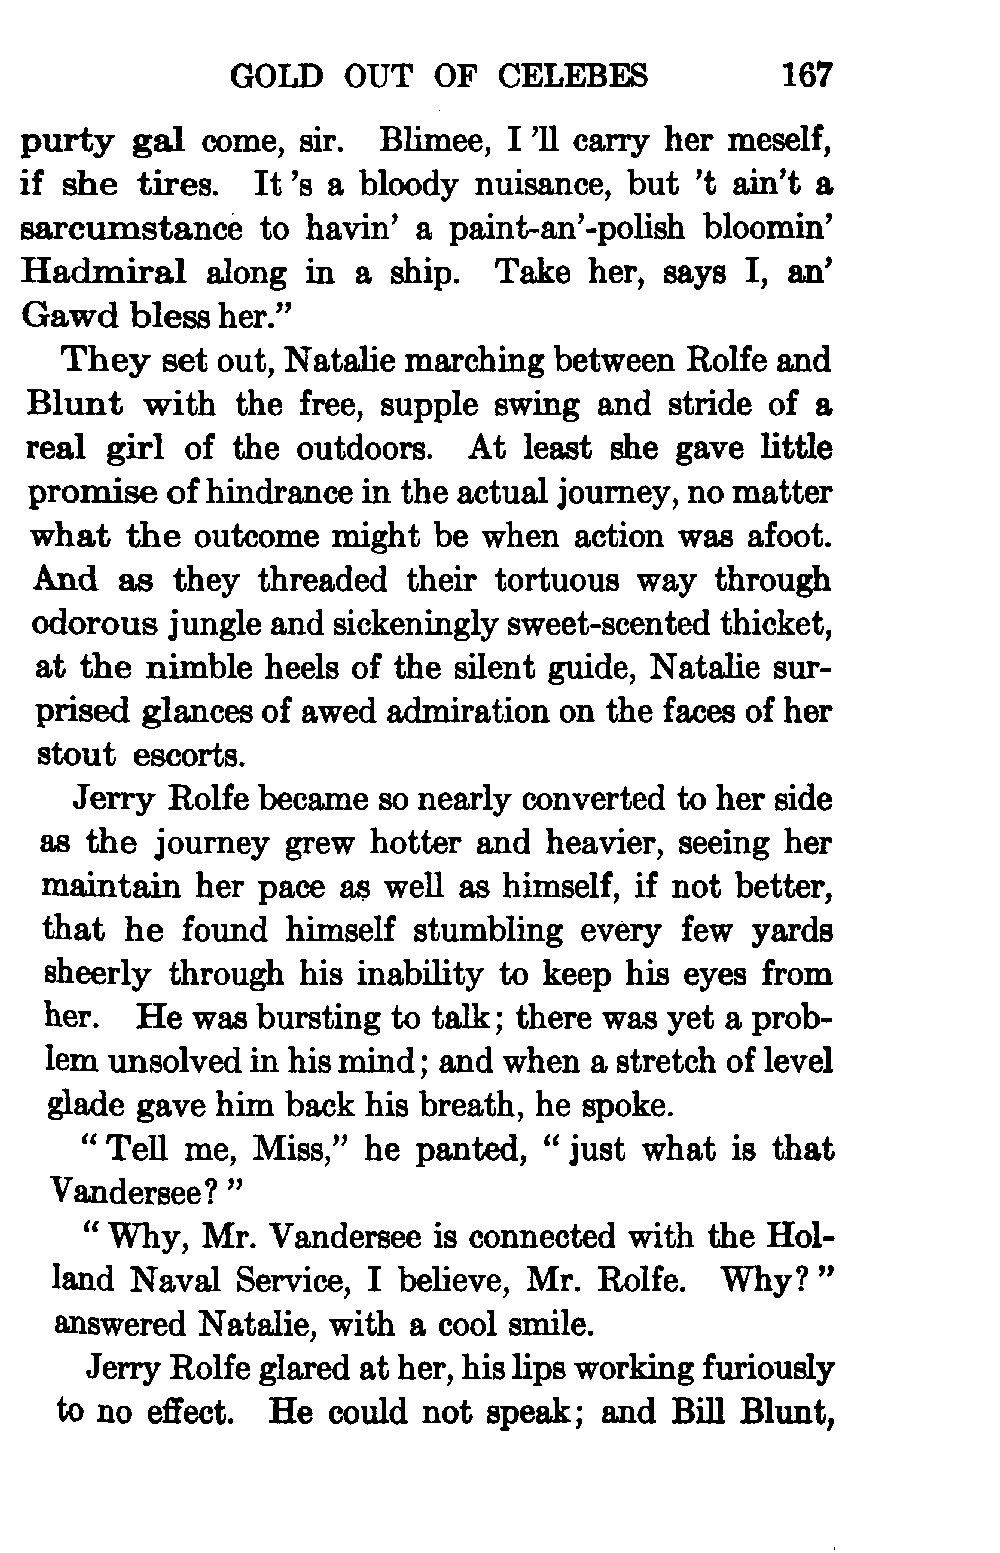 GOLD OUT OF CELEBES 167
purty gal come, sir. Blimee, I 'll carry her meself,
if she tires. It 's a bloody nuisance, but 't ain't a
sarcumstance to havin' a paint-an'-polish bloomin'
Hadmiral along in a ship. Take her, says I, an'
Gawd bless her.”
They set out, Natalie marching between Rolfe and
Blunt with the free, supple swing and stride of a
real girl of the outdoors. At least she gave little
promise of hindrance in the actual journey, no matter
what the outcome might be when action was afoot.
And as they threaded their tortuous way through
odorous jungle and sickeningly sweet-scented thicket,
at the nimble heels of the silent guide, Natalie sur-
prised glances of awed admiration on the faces of her
stout escorts.
Jerry Rolfe became so nearly converted to her side
as the journey grew hotter and heavier, seeing her
maintain her pace as well as himself, if not better,
that he found himself stumbling every few yards
sheerly through his inability to keep his eyes from
her. He was bursting to talk; there was yet a prob-
lem unsolved in his mind; and when a stretch of level
glade gave him back his breath, he spoke.
“ Tell me, Miss,” he panted, “ just what is that
Vandersee? ”
“ Why, Mr. Vandersee is connected with the Hol-
land Naval Service, I believe, Mr. Rolfe. Why? ”
answered Natalie, with a cool smile.
Jerry Rolfe glared at her, his lips working furiously
to no effect. He could not speak; and Bill Blunt,